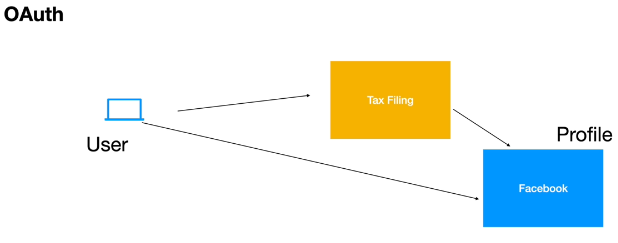 OAuth
Tax Filing
User
Profile
Facebook